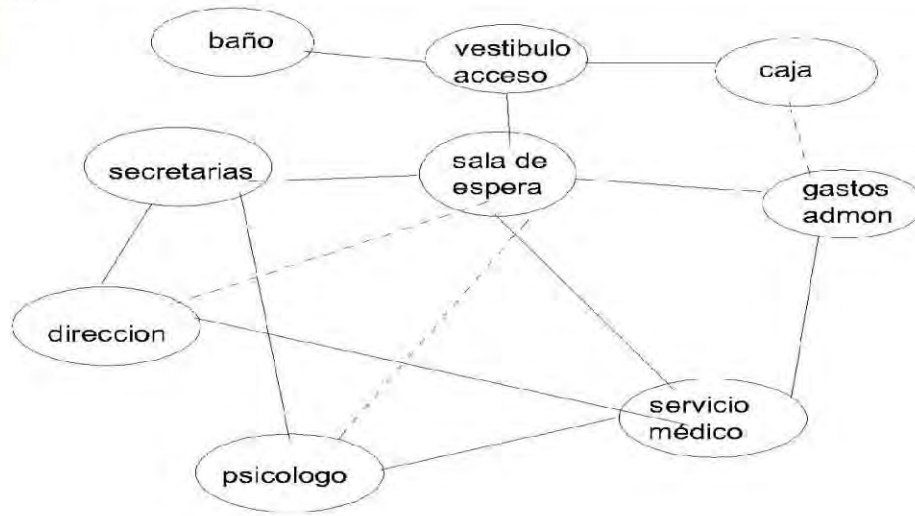 baño
vestibulo
acceso
caja
secretarias
sala de
espera
gastos
admon
direccion
servicio
médico
psicologo